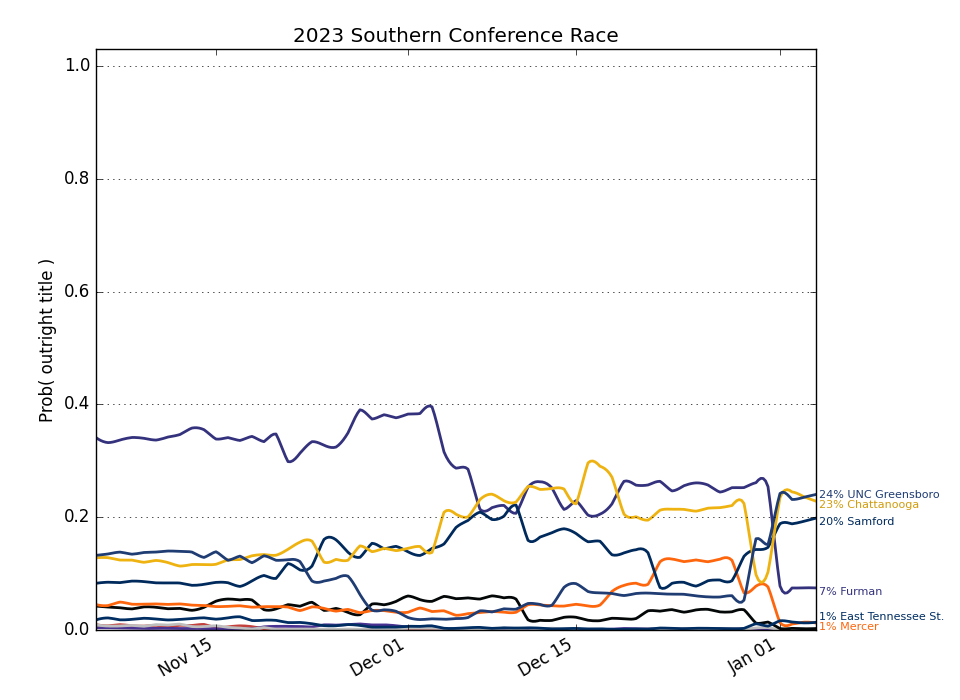 2023 Southern Conference Race
Prob( outright title )
1.0
0.8
0.6
0.4
0.2
0.0
Nov 15
Dec 01
Dec 15
Jan 01
24% UNC Greensboro
23% Chattanooga
20% Samford
7% Furman
1% East Tennessee St.
1% Mercer